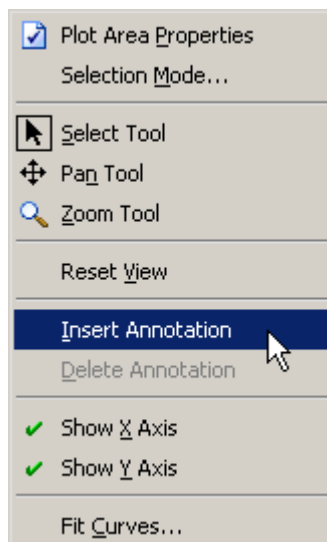 Plot Area Properties
Selection Mode...
Select Tool
Pan Tool
Zoom Tool
Reset View
Insert Annotation
Delete Annotation
Show X Axis
Show Y Axis
Fit Curves...